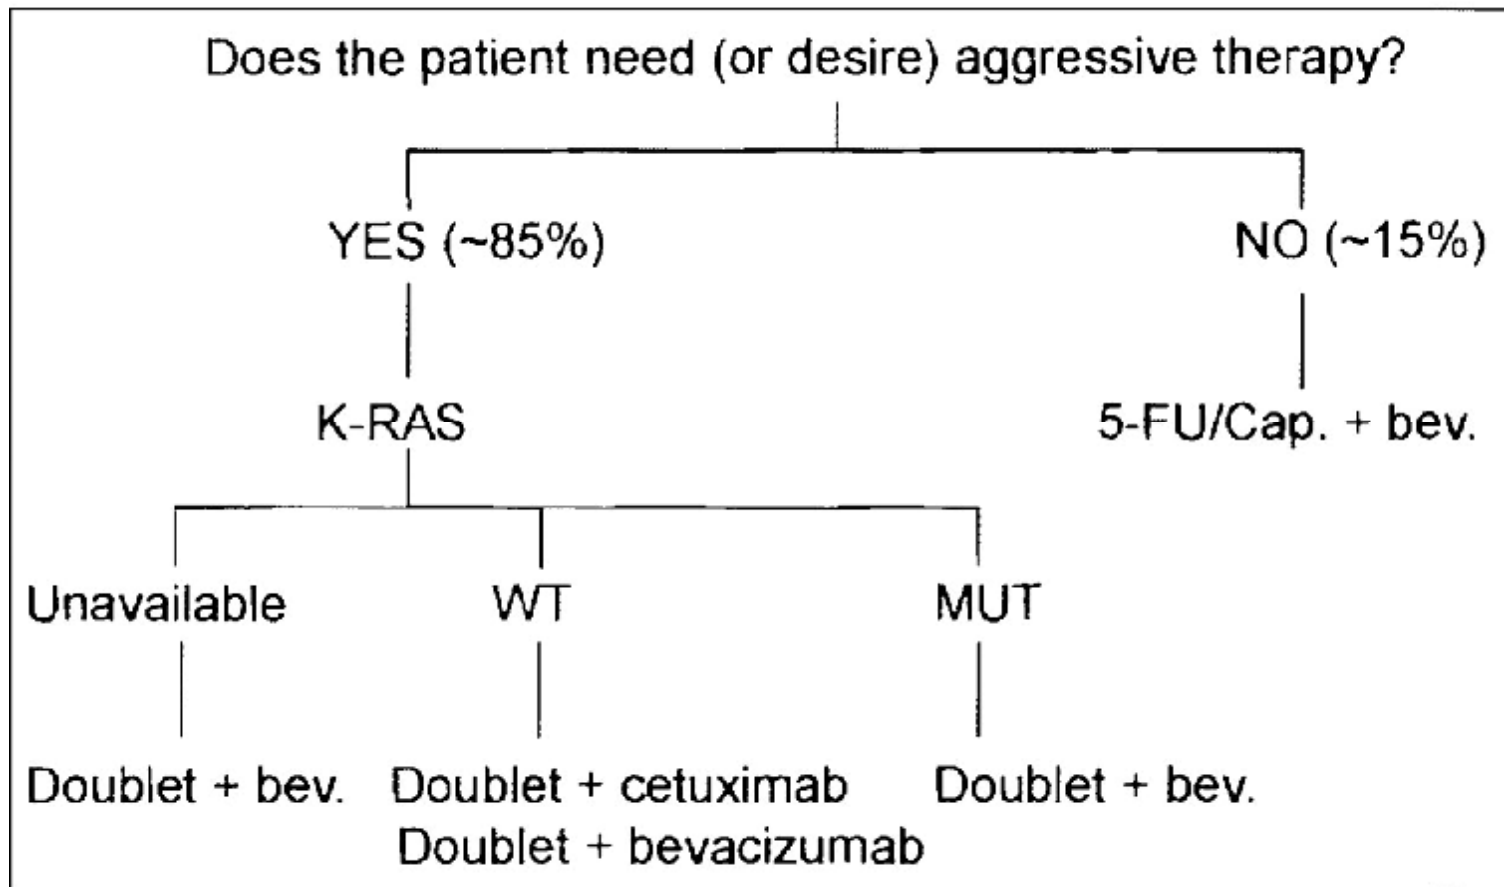 Does the patient need (or desire) aggressive therapy?
YES (~85%)
NO (~15%)
K-RAS
5-FU/Cap. + bev.
Unavailable
WT
MUT
Doublet + bev.
Doublet + cetuximab
Doublet + bevacizumab
Doublet + bev.